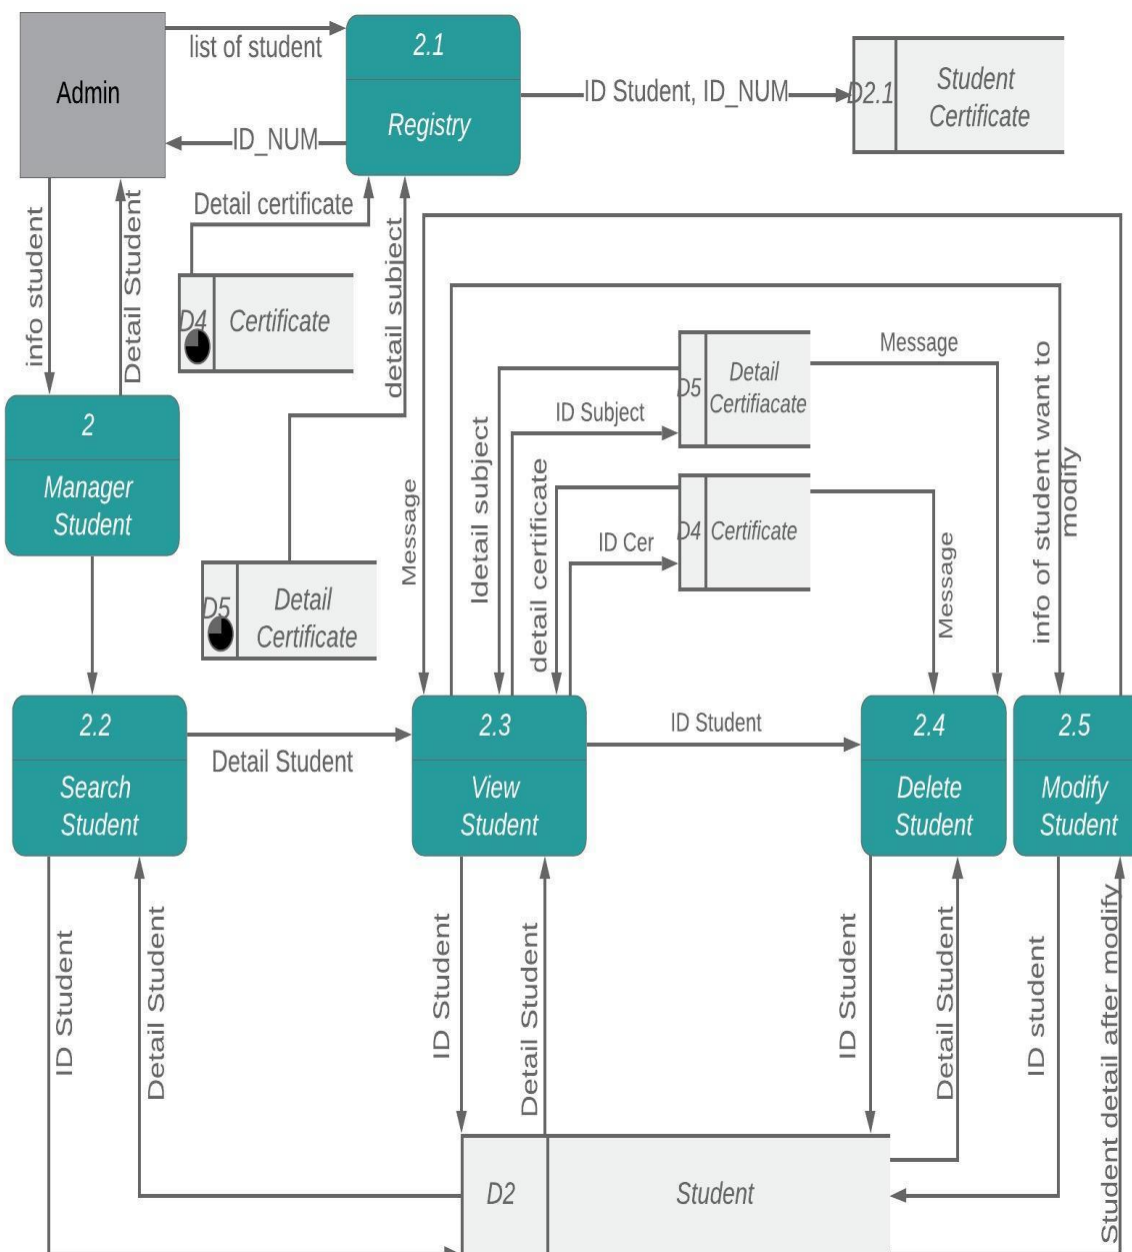 list of student
2.1
Registry
Admin
ID_NUM
ID Student, ID_NUM
D2.1
Student
Certificate
info student
Detail Student
Detail certificate
detail subject
D4
Certificate
2
Manager
Student
D5
Detail
Certificate
Message
Idetail subject
ID Subject
detail certificate
ID Cer
D5
Detail
Certifiacate
D4
Certificate
Message
Message
info of student want to
modify
2.2
Search
Student
Detail Student
2.3
View
Student
ID Student
2.4
Delete
Student
2.5
Modify
Student
ID Student
Detail Student
ID Student
Detail Student
ID Student
Detail Student
ID student
Student detail after modify
D2
Student